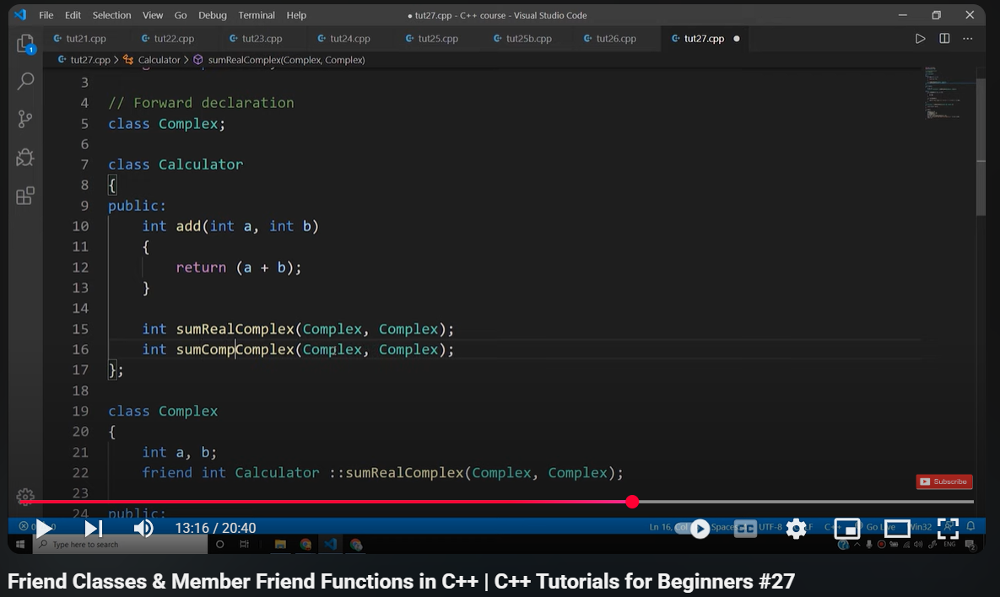 File Edit Selection View Go Debug Terminal Help
● tut27.cpp - C++ course - Visual Studio Code
tut21.cpp tut22.cpp tut23.cpp tut24.cpp tut25.cpp tut25b.cpp tut26.cpp tut27.cpp ●
tut27.cpp > Calculator > sumRealComplex(Complex, Complex)
1
3
4 // Forward declaration
5 class Complex;
6
7 class Calculator
8 {
9 public:
10 int add(int a, int b)
11 {
12 return (a + b);
13 }
14
15 int sumRealComplex(Complex, Complex);
16 int sumCompComplex(Complex, Complex);
17 };
18
19 class Complex
20 {
21 int a, b;
22 friend int Calculator ::sumRealComplex(Complex, Complex);
23
24 public:
Subscribe
13:16 / 20:40
Ln 16, Col Spaces UTF-8 LF C++ Go Live Win32
CC
Type here to search
ENG
2
Friend Classes & Member Friend Functions in C++ | C++ Tutorials for Beginners #27